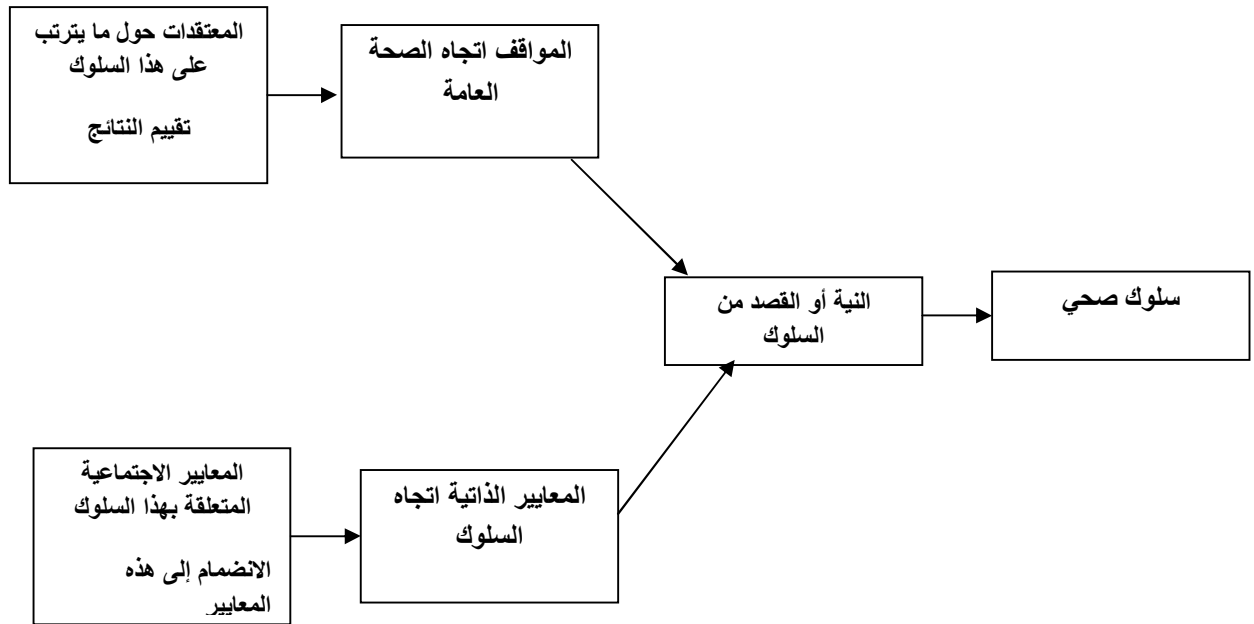 المعتقدات حول ما يترتب
على هذا السلوك
تقييم النتائج
المواقف اتجاه الصحة
العامة
النية أو القصد من
السلوك
سلوك صحي
المعايير الاجتماعية
المتعلقة بهذا السلوك
الانضمام إلى هذه
المعايير
المعايير الذاتية اتجاه
السلوك